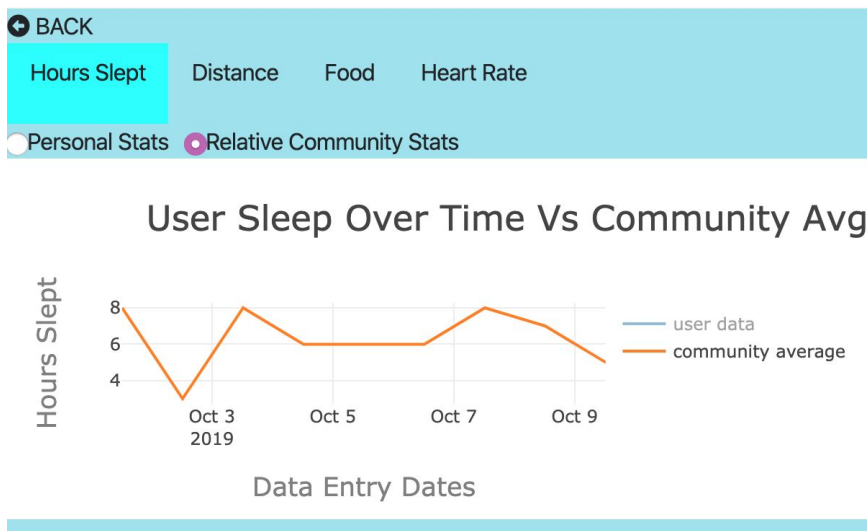 BACK
Hours Slept Distance Food Heart Rate
Personal Stats Relative Community Stats
User Sleep Over Time Vs Community Avg
Hours Slept
8
6
4
Oct 3 Oct 5 Oct 7 Oct 9
2019
Data Entry Dates
user data
community average